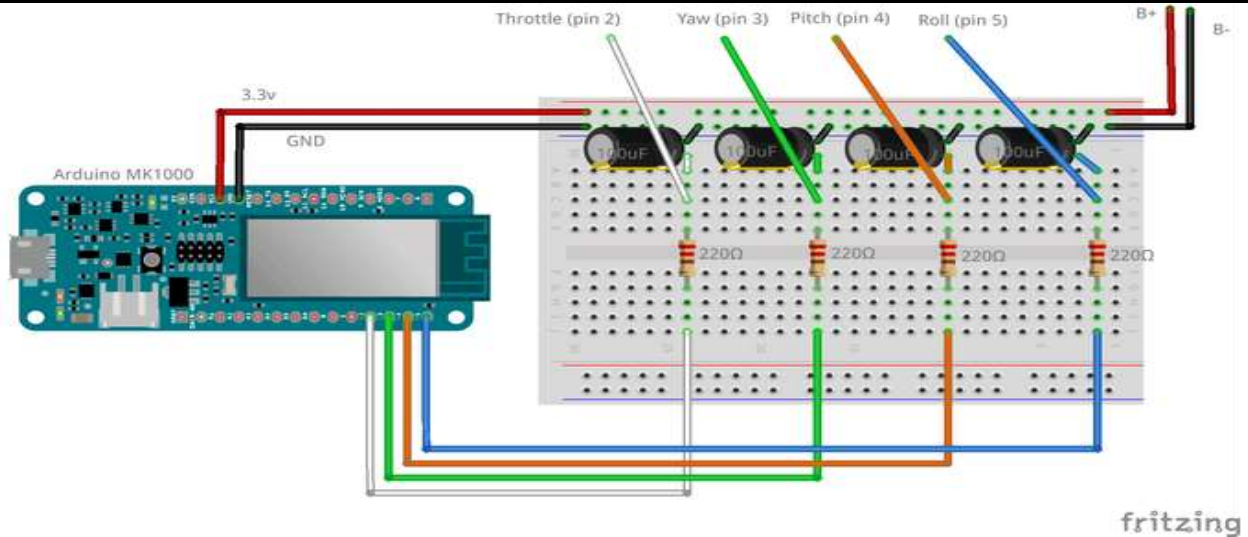 Throttle (pin 2)
Yaw (pin 3)
Pitch (pin 4)
Roll (pin 5)
B+
B-
3.3v
GND
Arduino MK1000
100uF
100uF
100uF
100uF
220Ω
220Ω
220Ω
220Ω
fritzing